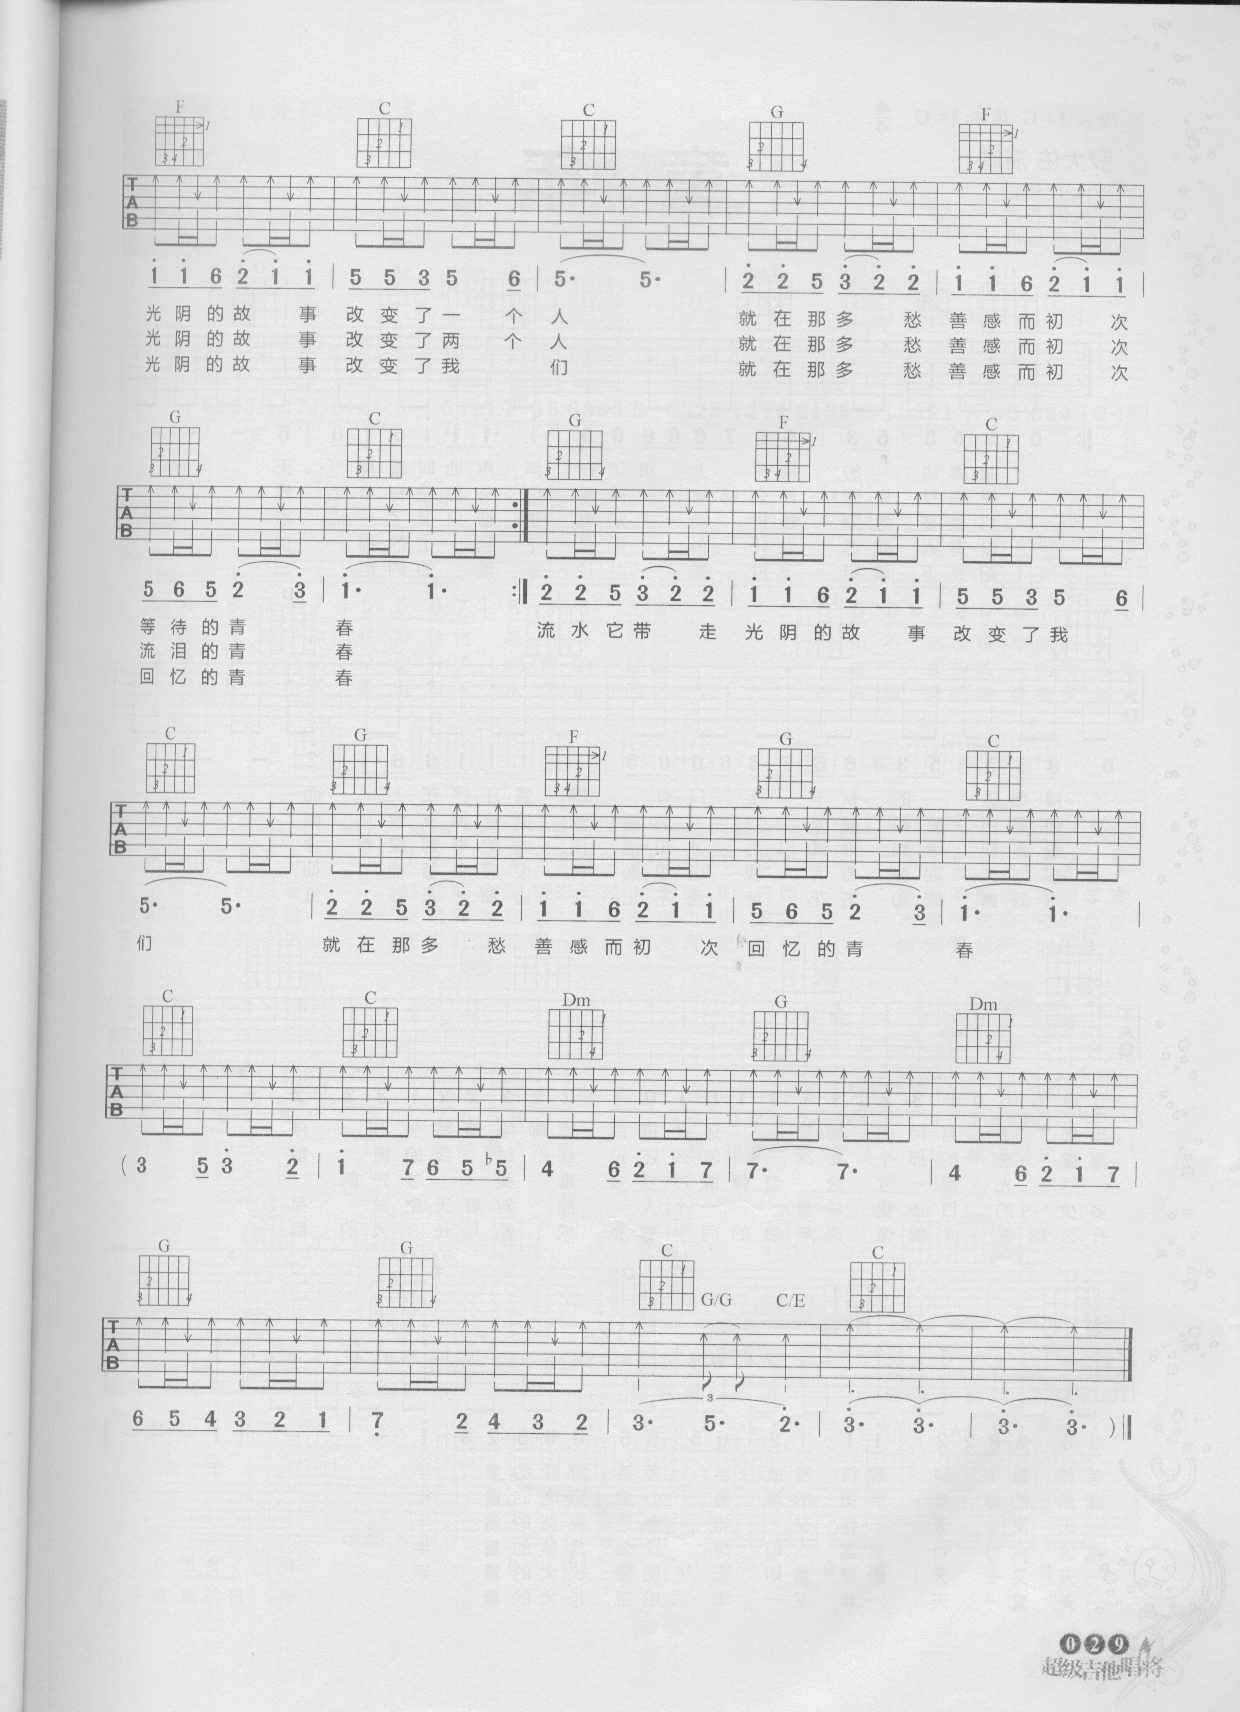 F C C G F
T A B
1 1 6 2 1 1 | 5 5 3 5 6 | 5· 5· | 2 2 5 3 2 2 | 1 1 6 2 1 1 |
光阴的故 事 改变了一 个 人 就在那多 愁 善感而初 次
光阴的故 事 改变了两 个 人 就在那多 愁 善感而初 次
光阴的故 事 改变了我 们 就在那多 愁 善感而初 次
G C G F C
T A B
5 6 5 2 3 | 1· 1· :‖ 2 2 5 3 2 2 | 1 1 6 2 1 1 | 5 5 3 5 6 |
等待的青 春 流水它带 走 光阴的故 事 改变了我
流泪的青 春
回忆的青 春
C G F G C
T A B
5· 5· | 2 2 5 3 2 2 | 1 1 6 2 1 1 | 5 6 5 2 3 | 1· 1· |
们 就在那多 愁 善感而初 次 回忆的青 春
C C Dm G Dm
T A B
( 3 5 3 2 | 1 7 6 5 ♭5 | 4 6 2 1 7 | 7· 7· | 4 6 2 1 7 |
G G C G/G C/E C
T A B
3
6 5 4 3 2 1 | 7 2 4 3 2 | 3· 5· 2· | 3· 3· | 3· 3· ) ‖
029
超级吉他唱将